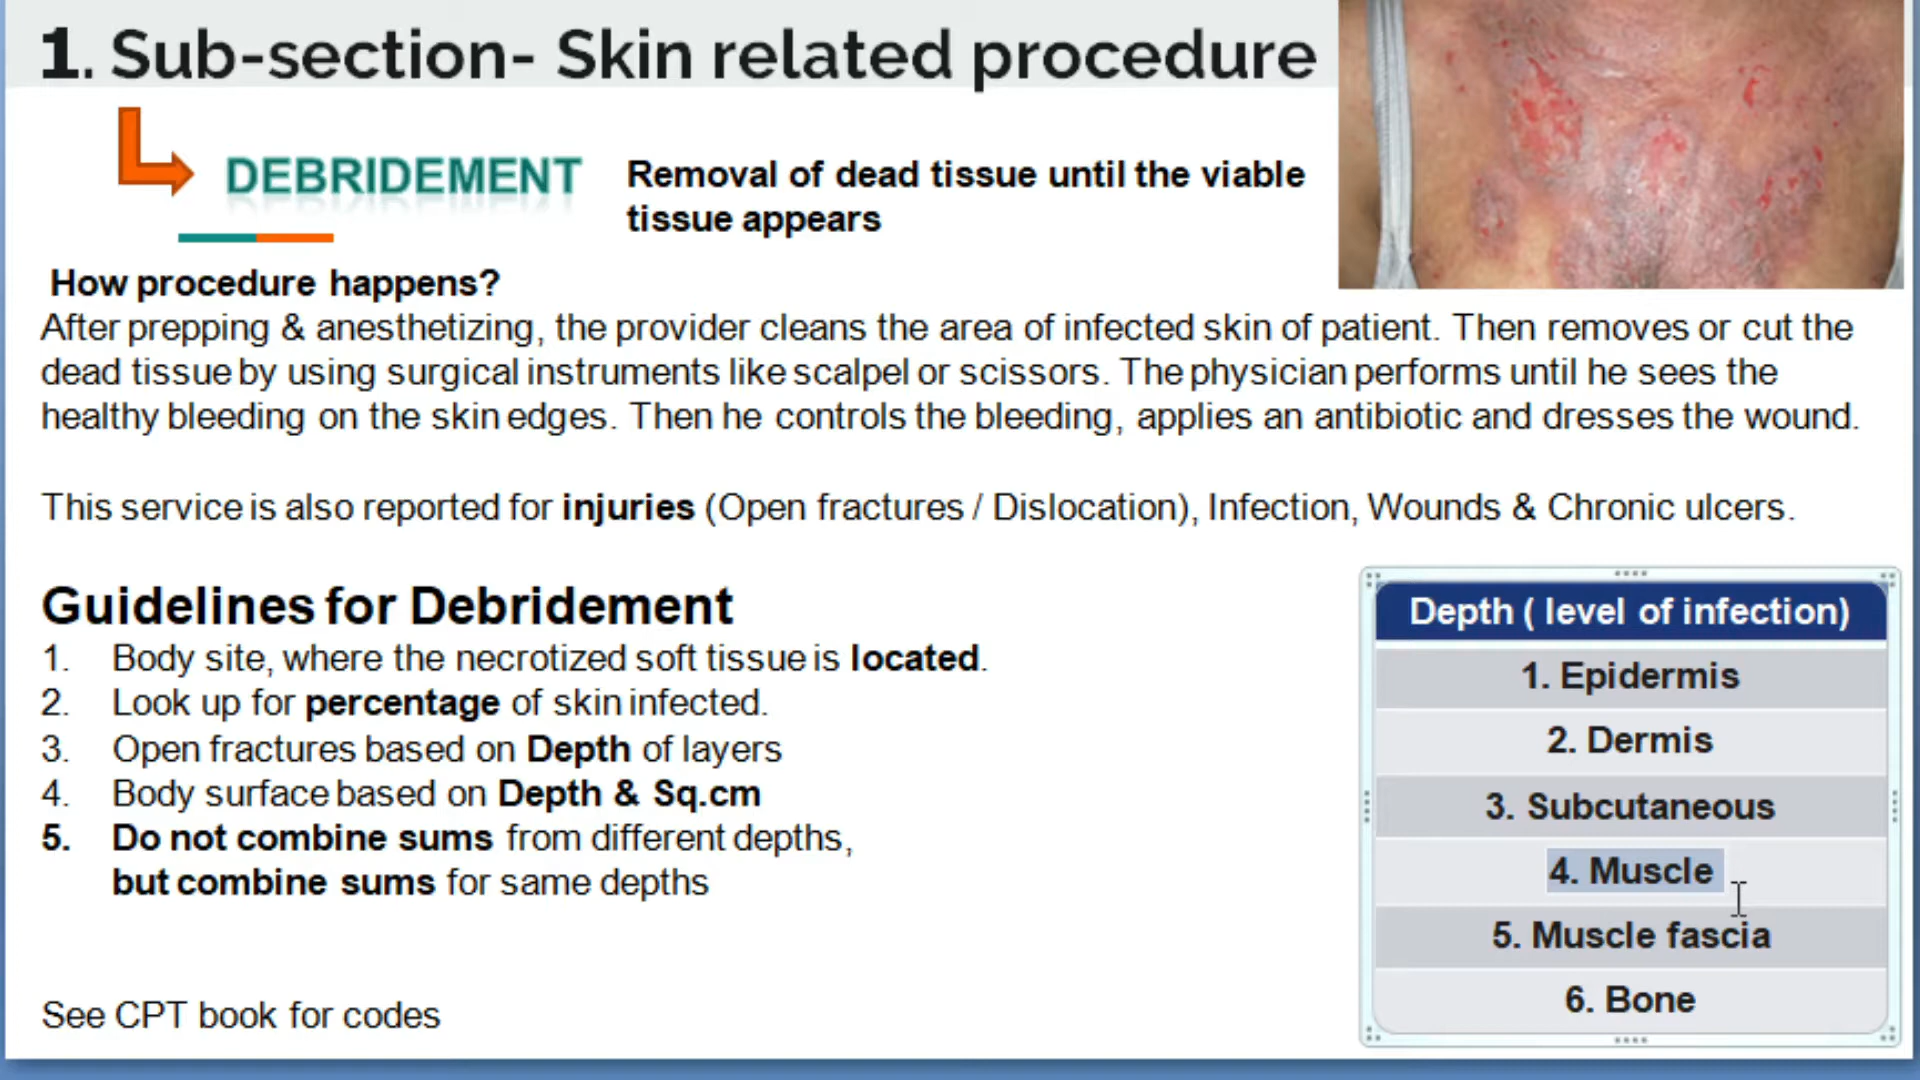 1. Sub-section- Skin related procedure
DEBRIDEMENT
Removal of dead tissue until the viable
tissue appears
How procedure happens?
After prepping & anesthetizing, the provider cleans the area of infected skin of patient. Then removes or cut the
dead tissue by using surgical instruments like scalpel or scissors. The physician performs until he sees the
healthy bleeding on the skin edges. Then he controls the bleeding, applies an antibiotic and dresses the wound.
This service is also reported for injuries (Open fractures / Dislocation), Infection, Wounds & Chronic ulcers.
Guidelines for Debridement
1. Body site, where the necrotized soft tissue is located.
2. Look up for percentage of skin infected.
3. Open fractures based on Depth of layers
4. Body surface based on Depth & Sq.cm
5. Do not combine sums from different depths,
but combine sums for same depths
See CPT book for codes
Depth ( level of infection)
1. Epidermis
2. Dermis
3. Subcutaneous
4. Muscle
5. Muscle fascia
6. Bone